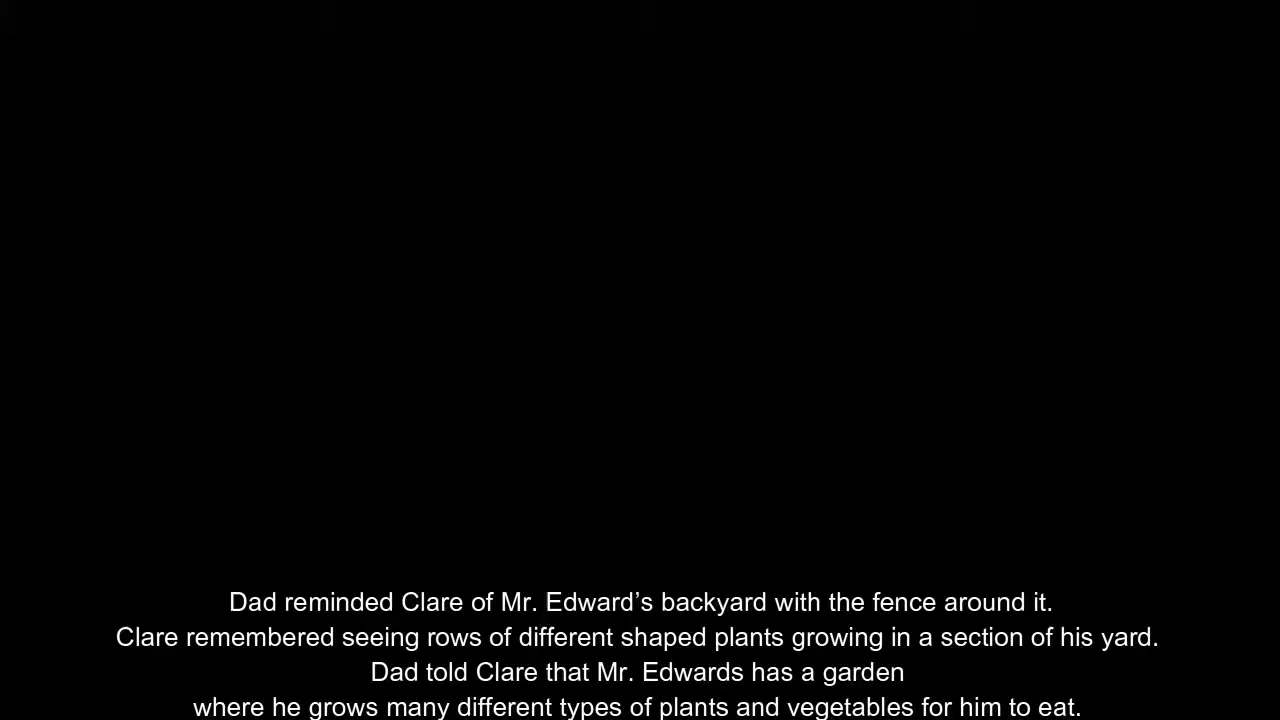 Dad reminded Clare of Mr. Edward’s backyard with the fence around it.
Clare remembered seeing rows of different shaped plants growing in a section of his yard.
Dad told Clare that Mr. Edwards has a garden
where he grows many different types of plants and vegetables for him to eat.